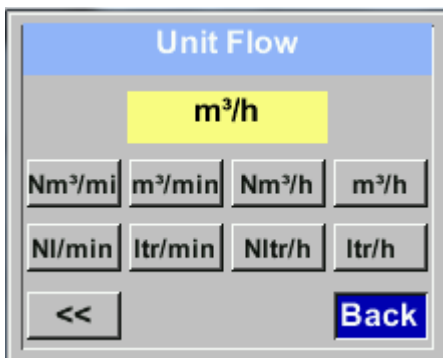 Unit Flow
m³/h
Nm³/mi m³/min Nm³/h m³/h
Nl/min ltr/min Nltr/h ltr/h
<< Back